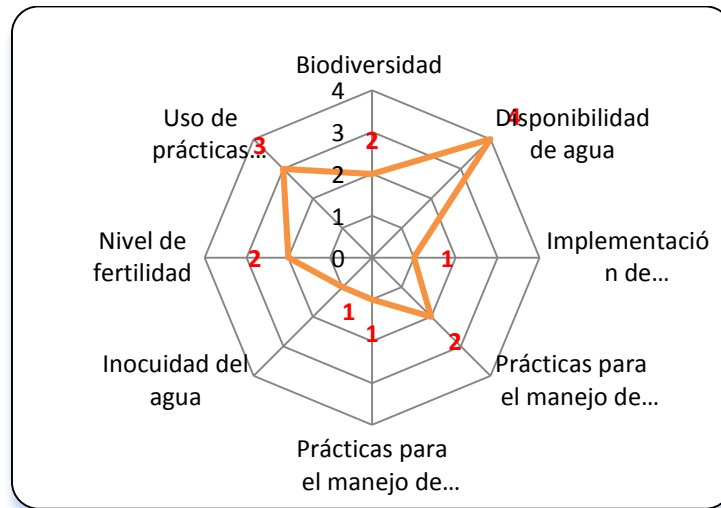 Biodiversidad
4
Disponibilidad
de agua
4
Uso de
prácticas...
3
3
2
2
1
0
Nivel de
fertilidad
2
Implementació
n de...
1
1
1
2
Inocuidad del
agua
Prácticas para
el manejo de...
Prácticas para
el manejo de...